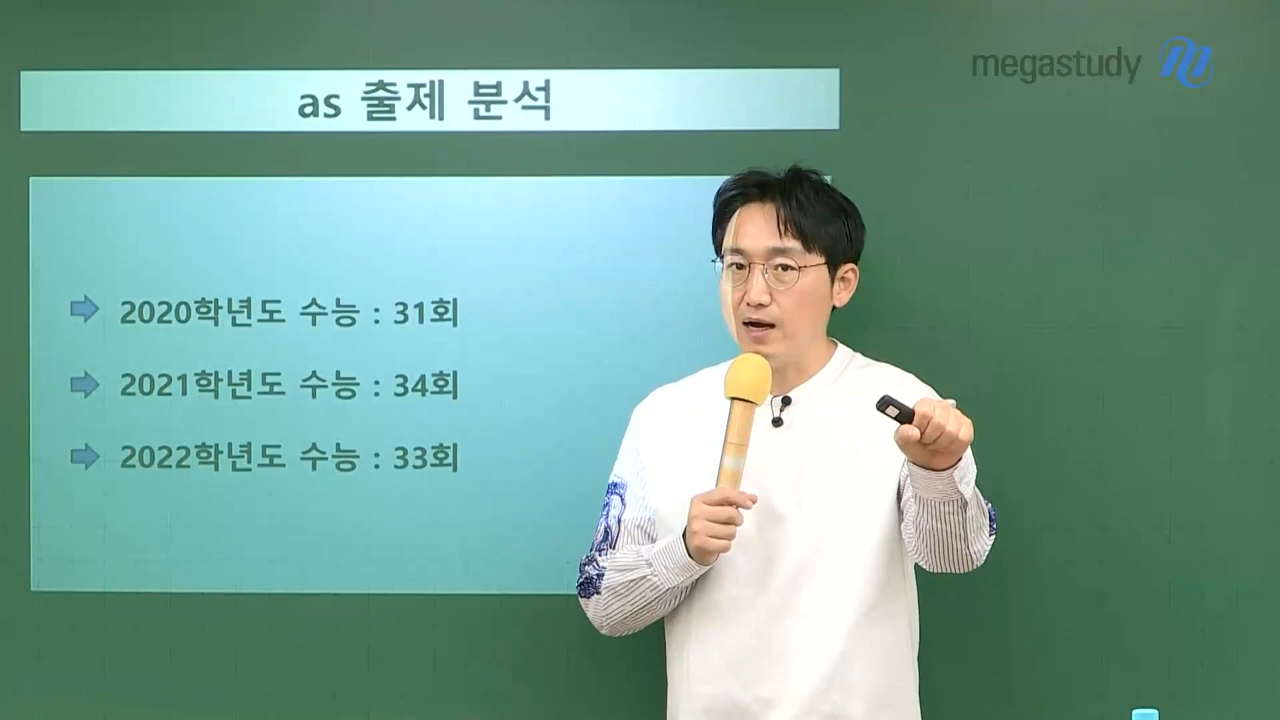 megastudy
as 출제 분석
2020학년도 수능 : 31회
2021학년도 수능 : 34회
2022학년도 수능 : 33회